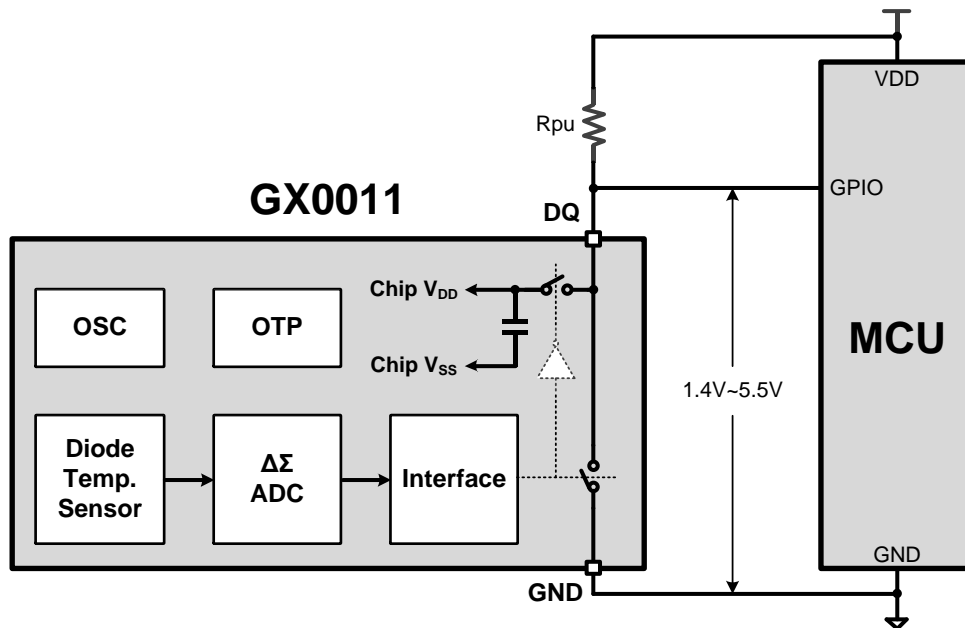 VDD
Rpu
GX0011
DQ
GPIO
Chip VDD
OSC
OTP
MCU
Chip VSS
1.4V~5.5V
Diode
Temp.
Sensor
ΔΣ
ADC
Interface
GND
GND